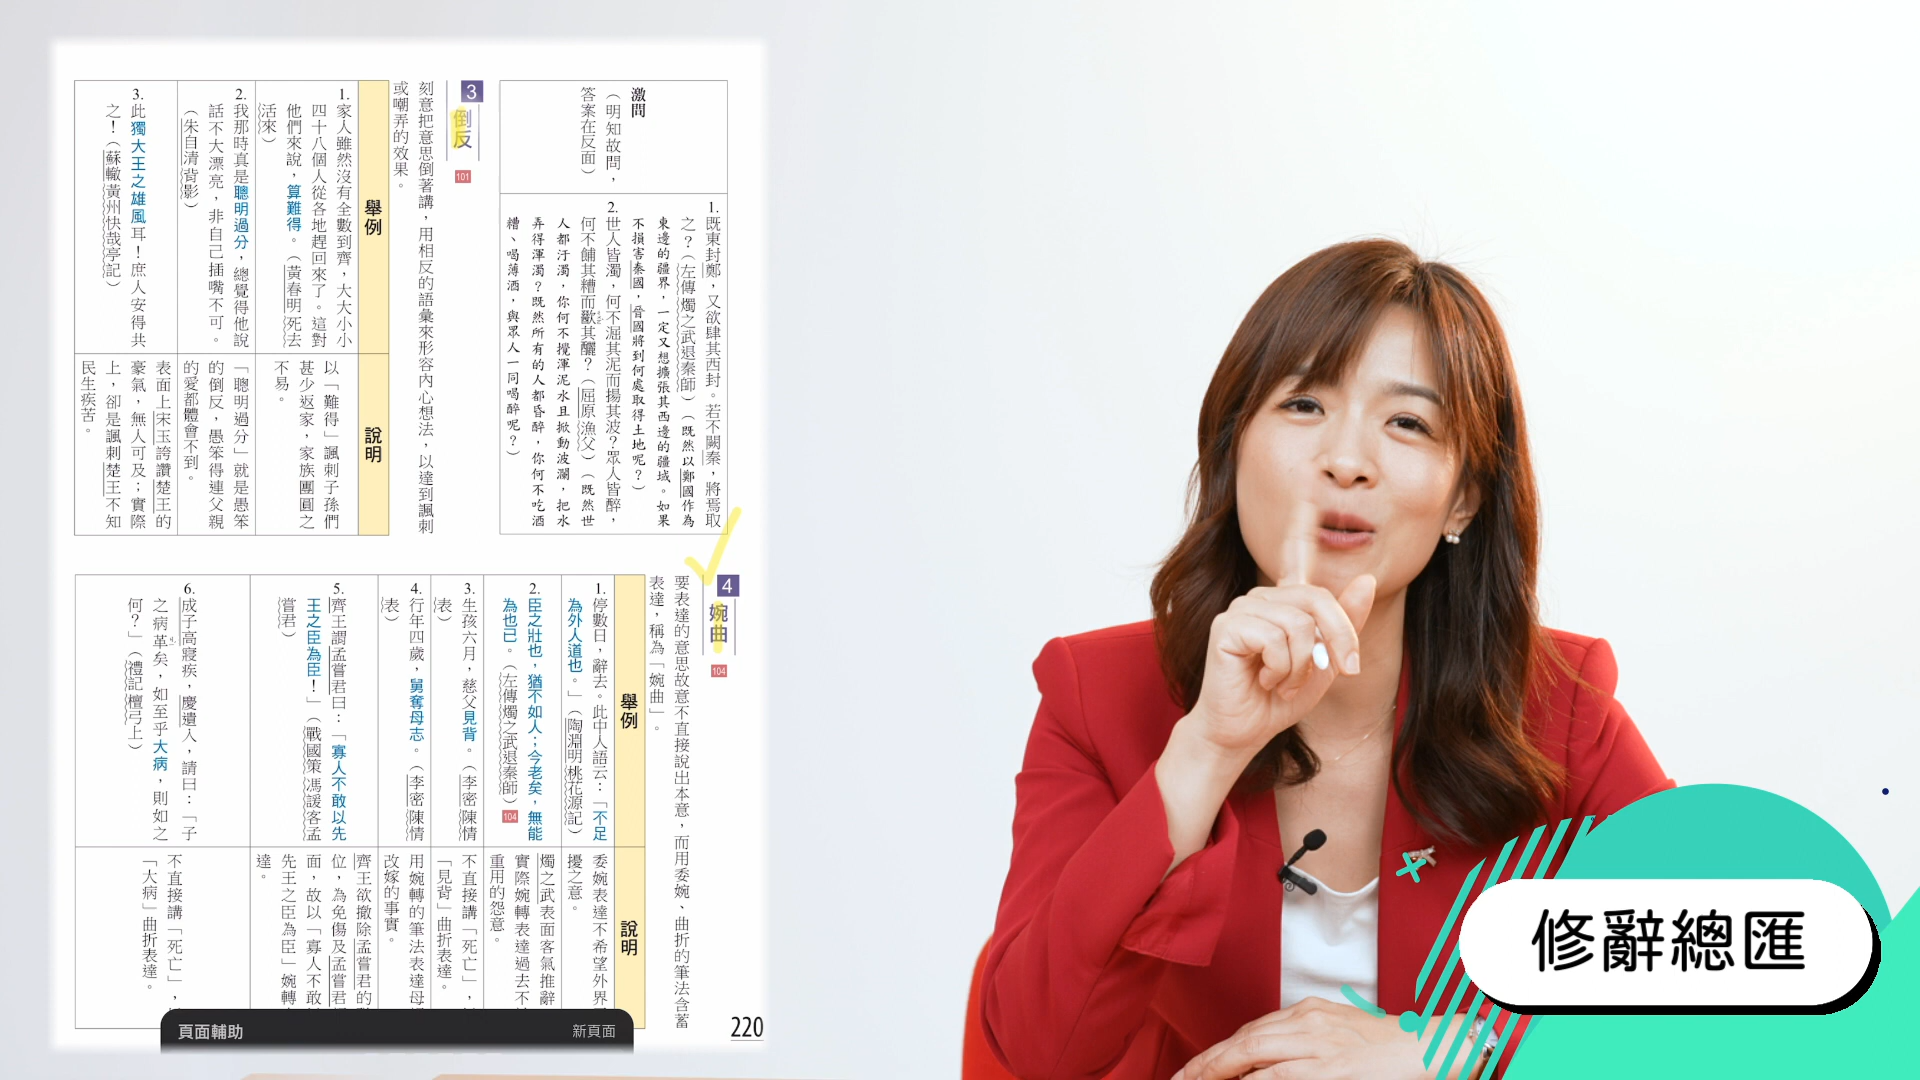 激問
（明知故問，
答案在反面）
1.既東封鄭，又欲肆其西封。若不闕秦，將焉取
之？（左傳燭之武退秦師）（既然以鄭國作為
東邊的疆界，一定又想擴張其西邊的疆域。如果
不損害秦國，晉國將到何處取得土地呢？）
2.世人皆濁，何不淈其泥而揚其波？眾人皆醉，
何不餔其糟而歠其釃？（屈原漁父）（既然世
人都汙濁，你何不攪渾泥水且掀動波瀾，把水
弄得渾濁？既然所有的人都昏醉，你何不吃酒
糟、喝薄酒，與眾人一同喝醉呢？）
3
倒反
101
刻意把意思倒著講，用相反的語彙來形容內心想法，以達到諷刺
或嘲弄的效果。
舉例
說明
1.家人雖然沒有全數到齊，大大小小
四十八個人從各地趕回來了。這對
他們來說，算難得。（黃春明死去
活來）
以「難得」諷刺子孫們
甚少返家，家族團圓之
不易。
2.我那時真是聰明過分，總覺得他說
話不大漂亮，非自己插嘴不可。
（朱自清背影）
「聰明過分」就是愚笨
的倒反，愚笨得連父親
的愛都體會不到。
3.此獨大王之雄風耳！庶人安得共
之！（蘇轍黃州快哉亭記）
表面上宋玉誇讚楚王的
豪氣，無人可及；實際
上，卻是諷刺楚王不知
民生疾苦。
4
婉曲
104
要表達的意思故意不直接說出本意，而用委婉、曲折的筆法含蓄
表達，稱為「婉曲」。
舉例
說明
1.停數日，辭去。此中人語云：「不足
為外人道也。」（陶淵明桃花源記）
委婉表達不希望外界
擾之意。
2.臣之壯也，猶不如人；今老矣，無能
為也已。（左傳燭之武退秦師）104
燭之武表面客氣推辭
實際婉轉表達過去不
重用的怨意。
3.生孩六月，慈父見背。（李密陳情
表）
不直接講「死亡」，
「見背」曲折表達。
4.行年四歲，舅奪母志。（李密陳情
表）
用婉轉的筆法表達母
改嫁的事實。
5.齊王謂孟嘗君曰：「寡人不敢以先
王之臣為臣！」（戰國策馮諼客孟
嘗君）
齊王欲撤除孟嘗君的
位，為免傷及孟嘗君
面，故以「寡人不敢
先王之臣為臣」婉轉
達。
6.成子高寢疾，慶遺入，請曰：「子
之病革矣，如至乎大病，則如之
何？」（禮記檀弓上）
不直接講「死亡」，
「大病」曲折表達。
220
頁面輔助
新頁面
修辭總匯